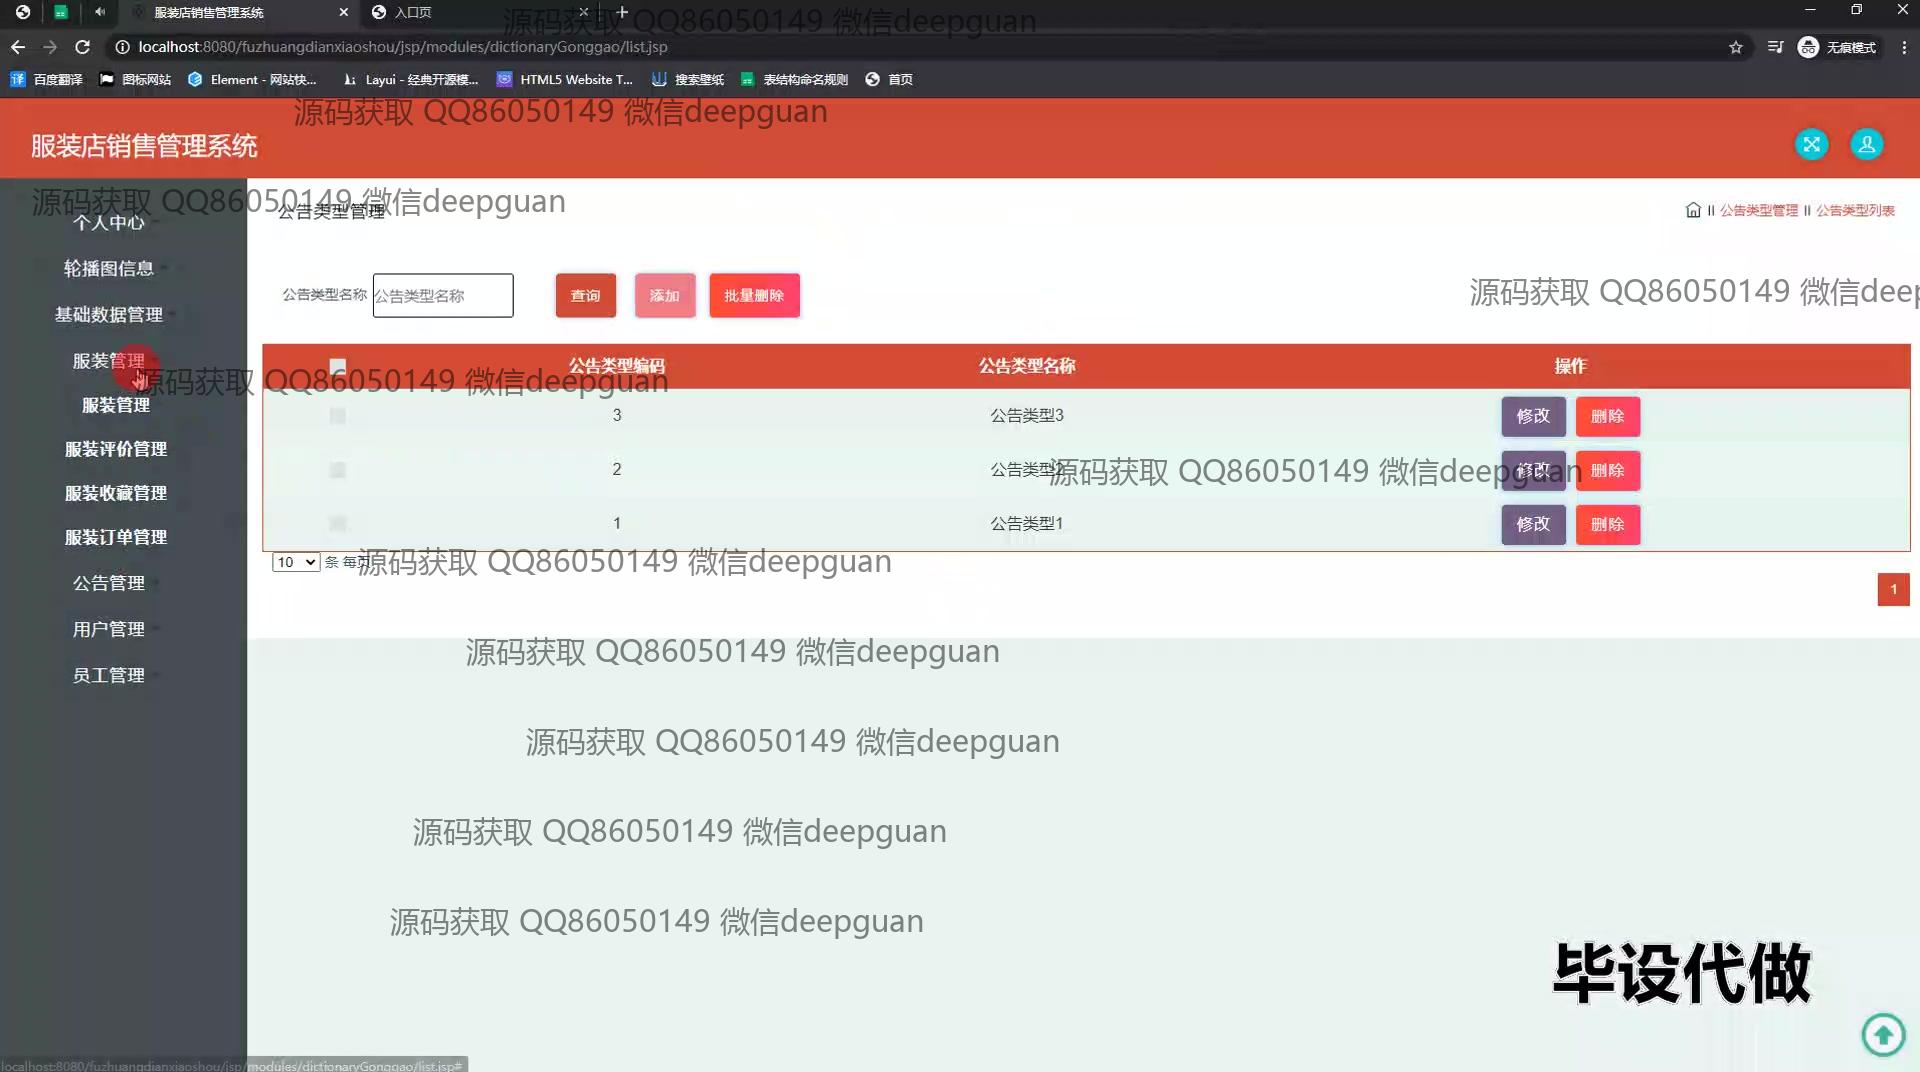 服装店销售管理系统
入口页
源码获取 QQ86050149 微信deepguan
localhost:8080/fuzhuangdianxiaoshou/jsp/modules/dictionaryGonggao/list.jsp
无痕模式
百度翻译
图标网站
Element - 网站快...
Layui - 经典开源模...
HTML5 Website T...
搜索壁纸
表结构命名规则
首页
源码获取 QQ86050149 微信deepguan
服装店销售管理系统
源码获取 QQ86050149 微信deepguan
公告类型管理
公告类型管理
公告类型列表
个人中心
轮播图信息
基础数据管理
服装管理
服装管理
服装评价管理
服装收藏管理
服装订单管理
公告管理
用户管理
员工管理
公告类型名称
公告类型名称
查询
添加
批量删除
源码获取 QQ86050149 微信deep
公告类型编码
公告类型名称
操作
源码获取 QQ86050149 微信deepguan
3
公告类型3
修改
删除
2
公告类型2
修改
删除
源码获取 QQ86050149 微信deepguan
1
公告类型1
修改
删除
10
条 每页
源码获取 QQ86050149 微信deepguan
1
源码获取 QQ86050149 微信deepguan
源码获取 QQ86050149 微信deepguan
源码获取 QQ86050149 微信deepguan
源码获取 QQ86050149 微信deepguan
毕设代做
localhost:8080/fuzhuangdianxiaoshou/jsp/modules/dictionaryGonggao/list.jsp#